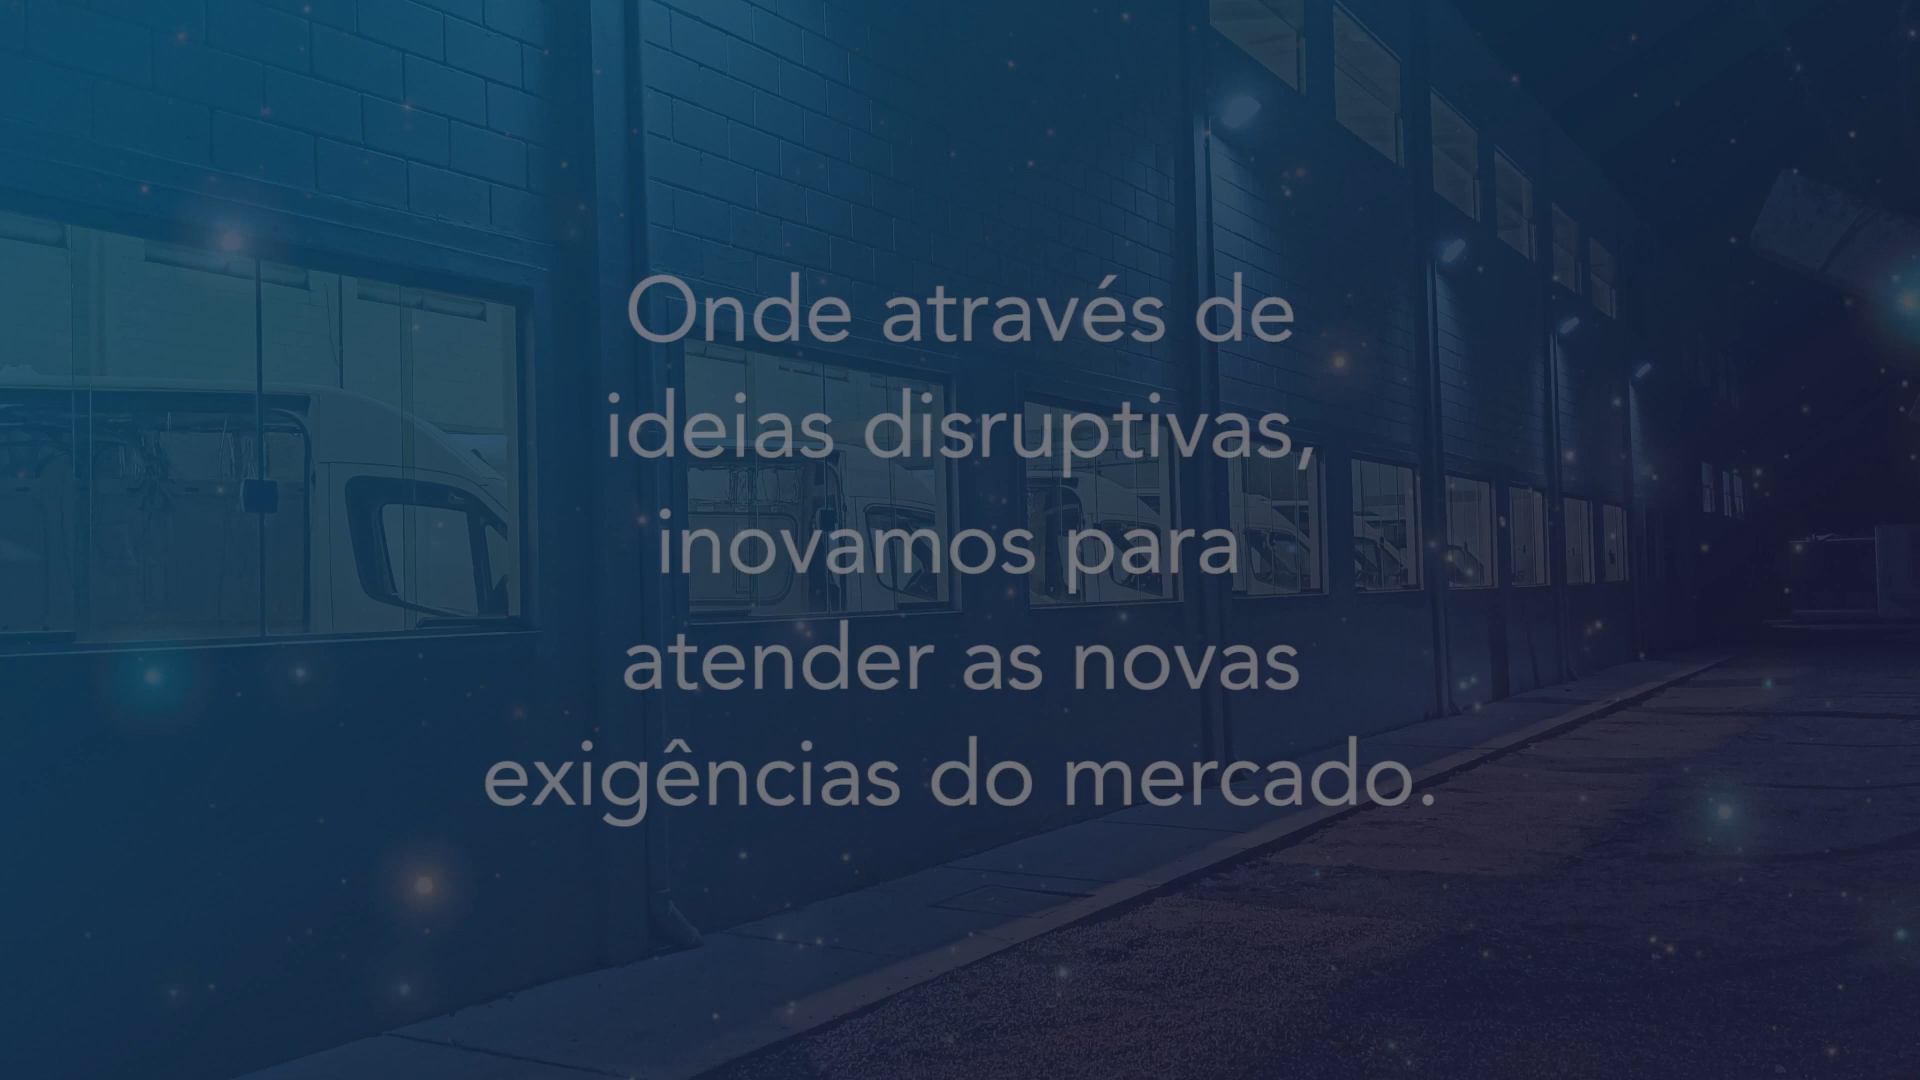 Onde através de
ideias disruptivas,
inovamos para
atender as novas
exigências do mercado.